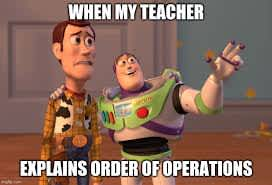 WHEN MY TEACHER
EXPLAINS ORDER OF OPERATIONS
imgflip.com